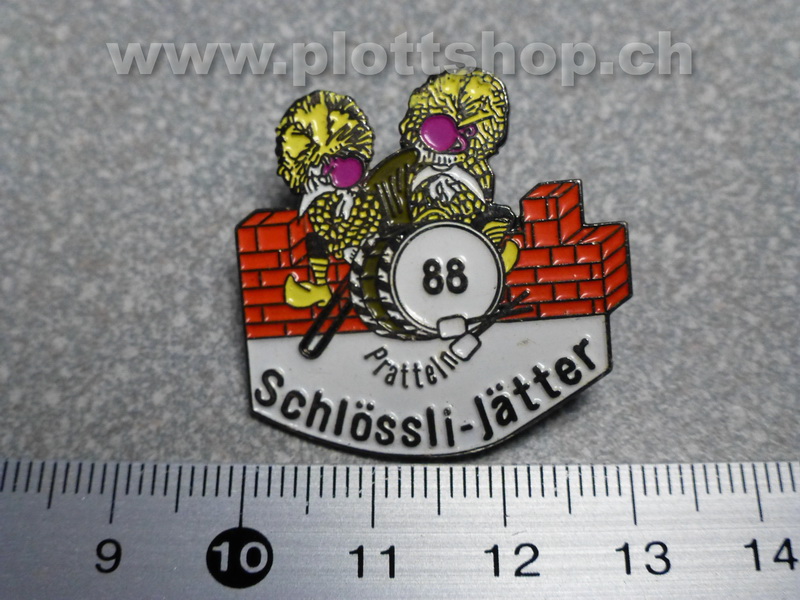 www.plottshop.ch
88
Pratteln
Schlössli-Jätter
9 10 11 12 13 14